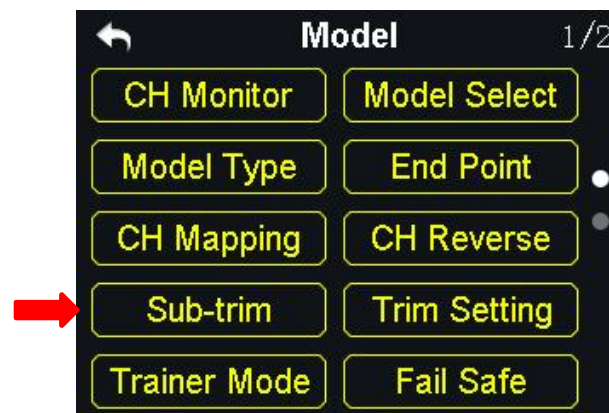 Model 1/2
CH Monitor Model Select
Model Type End Point
CH Mapping CH Reverse
Sub-trim Trim Setting
Trainer Mode Fail Safe